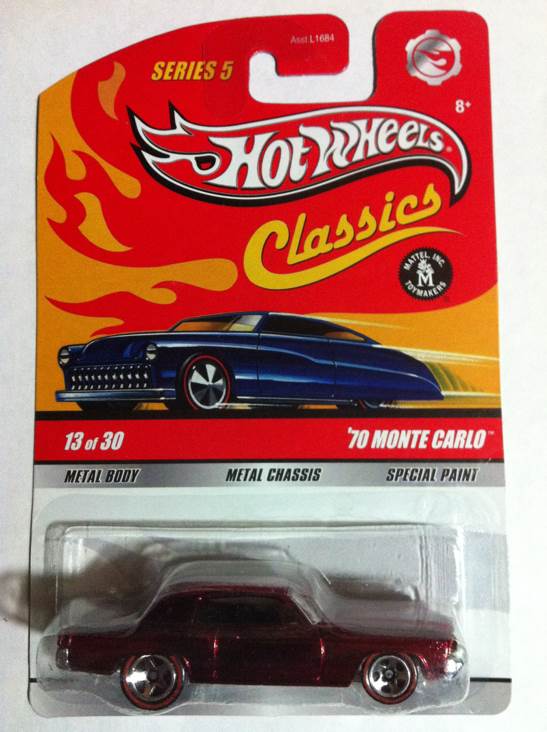 Asst.L1684
SERIES 5
8+
HOT WHEELS®
Classics
MATTEL, INC.
M
TOYMAKERS
13 of 30
'70 MONTE CARLO™
METAL BODY METAL CHASSIS SPECIAL PAINT